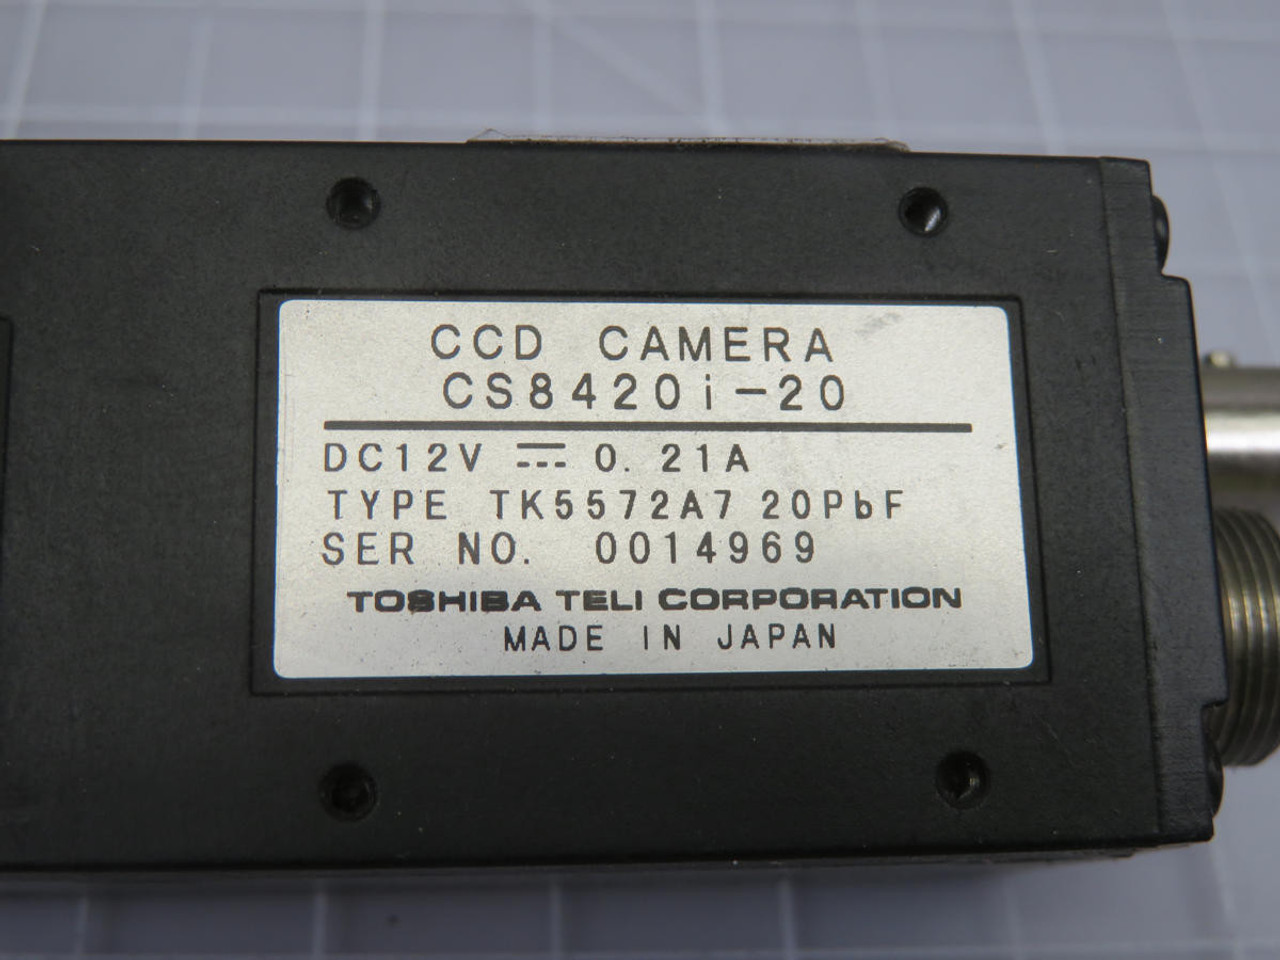 CCD CAMERA
CS8420i-20
DC12V ⎓ 0.21A
TYPE TK5572A7 20PbF
SER NO. 0014969
TOSHIBA TELI CORPORATION
MADE IN JAPAN